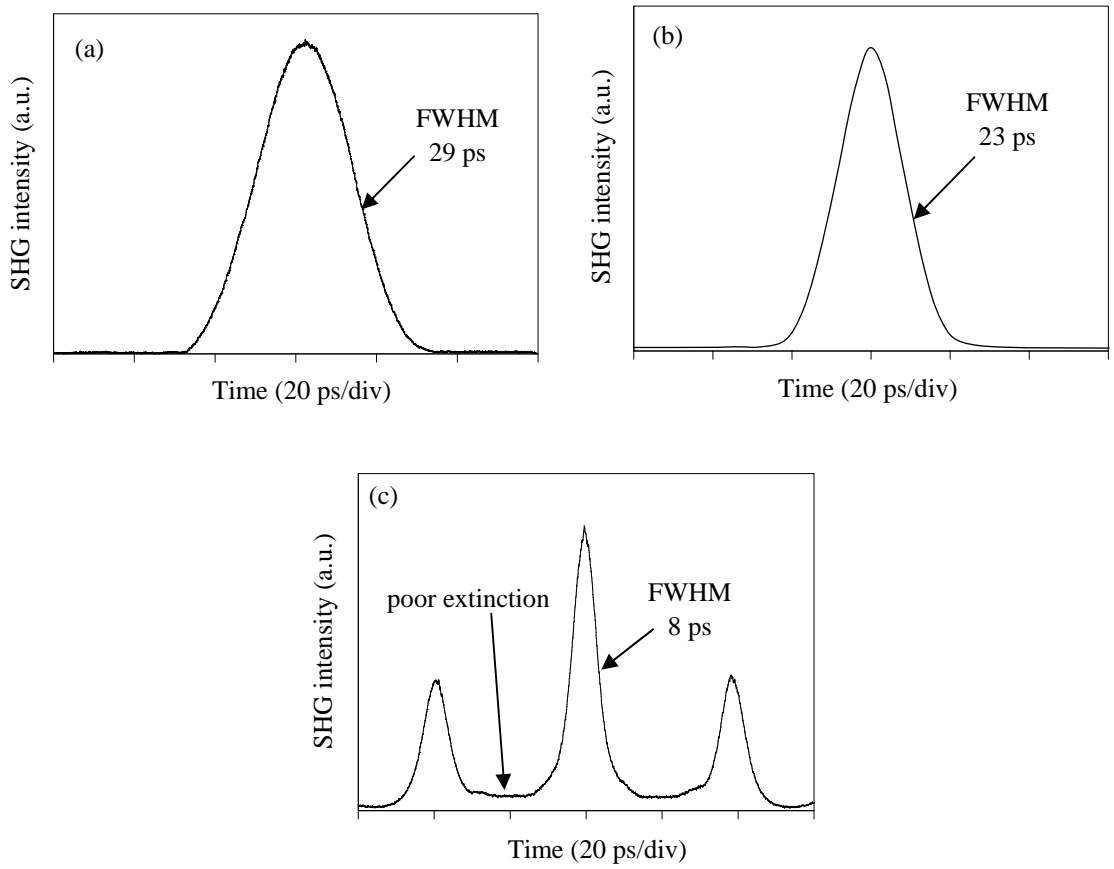 (a)
SHG intensity (a.u.)
FWHM
29 ps
Time (20 ps/div)
(b)
SHG intensity (a.u.)
FWHM
23 ps
Time (20 ps/div)
(c)
SHG intensity (a.u.)
poor extinction
FWHM
8 ps
Time (20 ps/div)